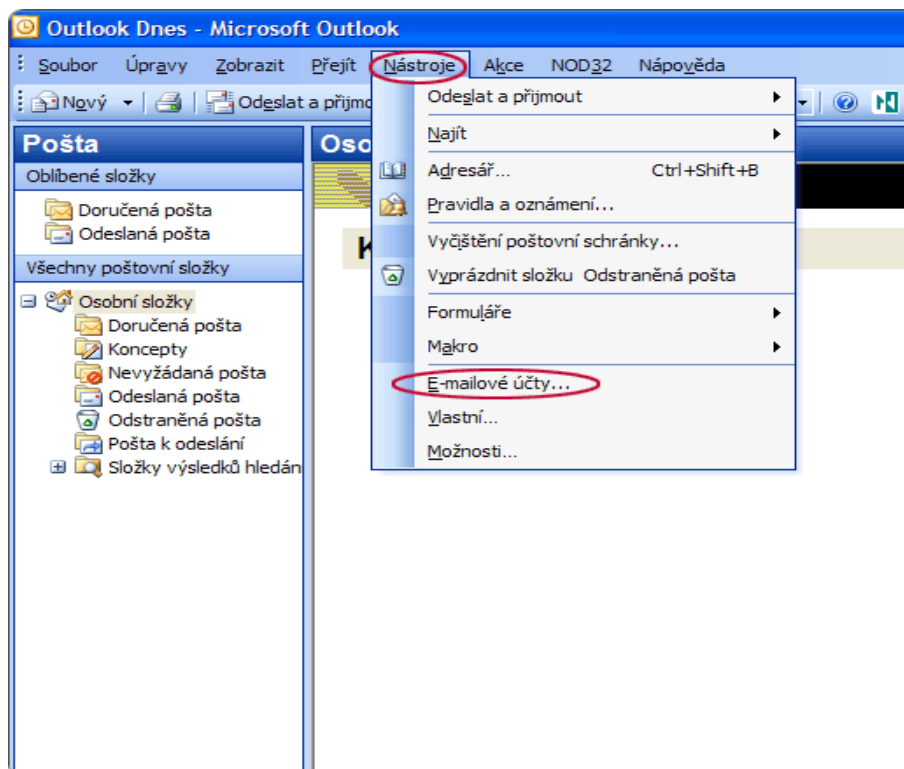 Outlook Dnes - Microsoft Outlook
Soubor Úpravy Zobrazit Přejít Nástroje Akce NOD32 Nápověda
Nový Odeslat a přijmo
Pošta
Oblíbené složky
Doručená pošta
Odeslaná pošta
Všechny poštovní složky
Osobní složky
Doručená pošta
Koncepty
Nevyžádaná pošta
Odeslaná pošta
Odstraněná pošta
Pošta k odeslání
Složky výsledků hledán
Oso
K
Odeslat a přijmout
Najít
Adresář... Ctrl+Shift+B
Pravidla a oznámení...
Vyčištění poštovní schránky...
Vyprázdnit složku Odstraněná pošta
Formuláře
Makro
E-mailové účty...
Vlastní...
Možnosti...